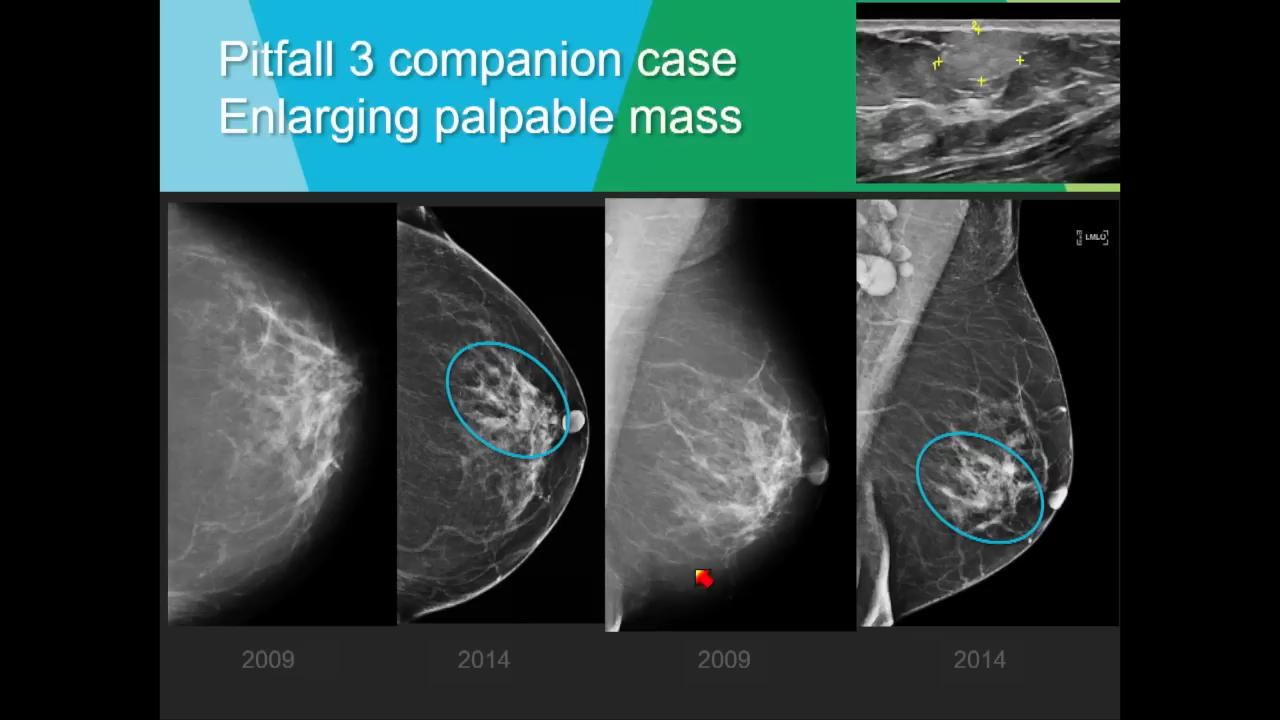 Pitfall 3 companion case
Enlarging palpable mass
LMLO
2009
2014
2009
2014